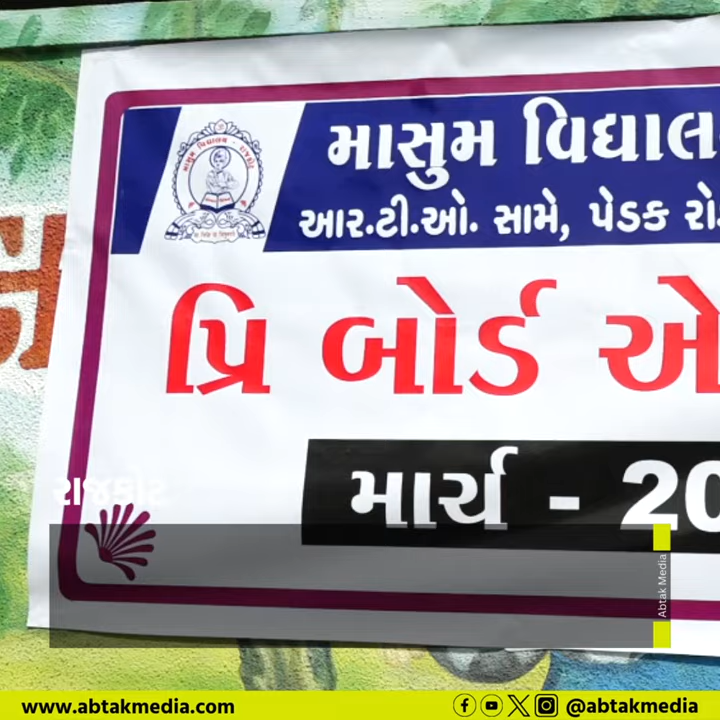 માસુમ વિદ્યાલ
આર.ટી.ઓ. સામે, પેડક રો
પ્રિ બોર્ડ એ
માર્ચ - 20
રાજકોટ
Abtak Media
www.abtakmedia.com
@abtakmedia